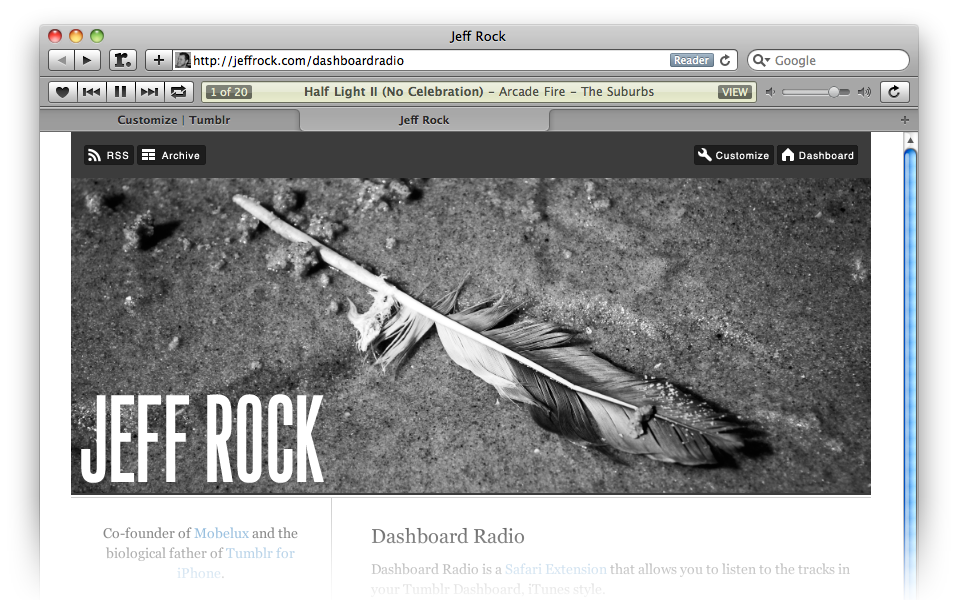 Jeff Rock
r.
+
http://jeffrock.com/dashboardradio
Reader
Google
1 of 20
Half Light II (No Celebration) – Arcade Fire – The Suburbs
VIEW
Customize | Tumblr
Jeff Rock
+
RSS
Archive
Customize
Dashboard
JEFF ROCK
Co-founder of Mobelux and the
biological father of Tumblr for
iPhone.
Dashboard Radio
Dashboard Radio is a Safari Extension that allows you to listen to the tracks in
your Tumblr Dashboard, iTunes style.